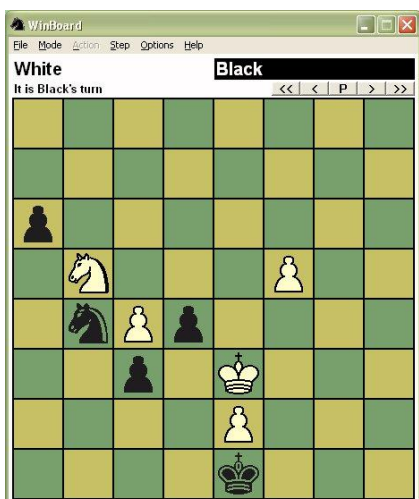 WinBoard
File Mode Action Step Options Help
White Black
It is Black's turn << < P > >>